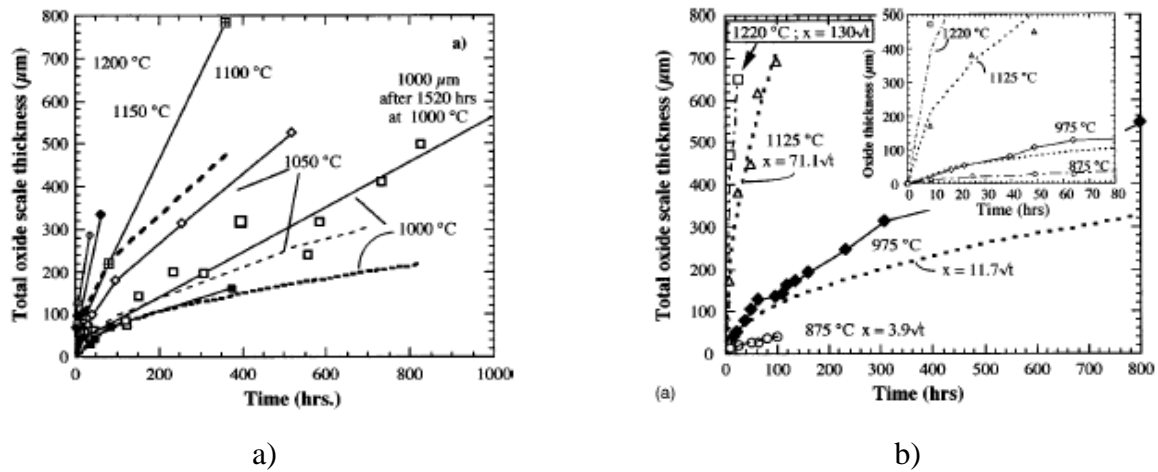 Total oxide scale thickness (µm)
800
700
600
500
400
300
200
100
0
0
200
400
600
800
1000
Time (hrs.)
a)
1200 °C
1150 °C
1100 °C
1000 µm
after 1520 hrs
at 1000 °C
1050 °C
1000 °C
a)
Total oxide scale thickness (µm)
800
700
600
500
400
300
200
100
0
0
100
200
300
400
500
600
700
800
Time (hrs)
(a)
1220 °C ; x = 130√t
1125 °C
x = 71.1√t
975 °C
x = 11.7√t
875 °C x = 3.9√t
Oxide thickness (µm)
500
400
300
200
100
0
0
10
20
30
40
50
60
70
80
Time (hrs)
1220 °C
1125 °C
975 °C
875 °C
b)